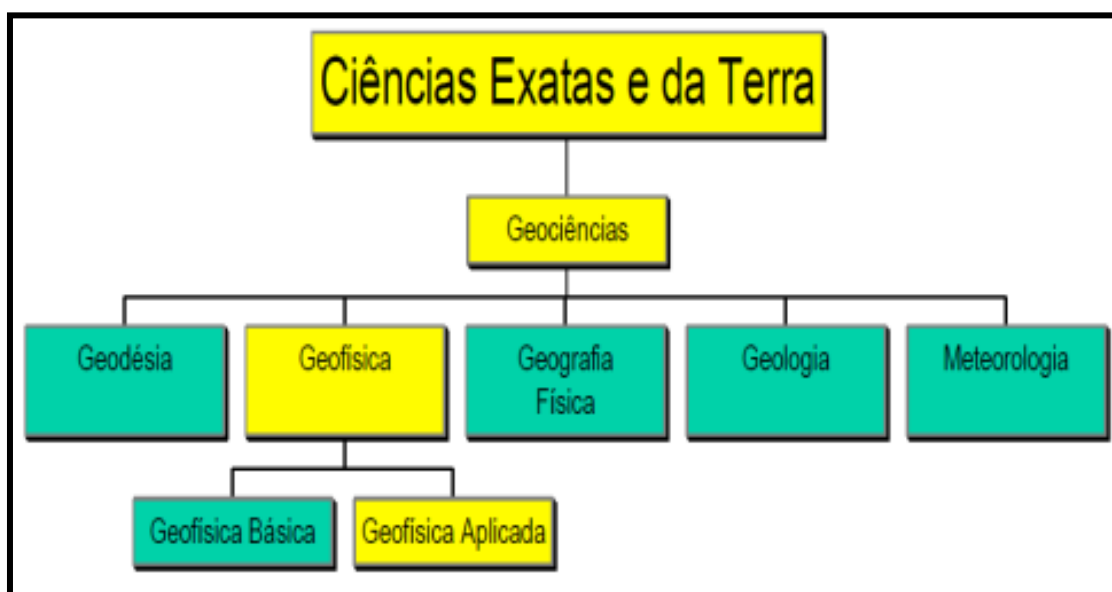 Ciências Exatas e da Terra
Geociências
Geodésia
Geofísica
Geografia
Física
Geologia
Meteorologia
Geofísica Básica
Geofísica Aplicada